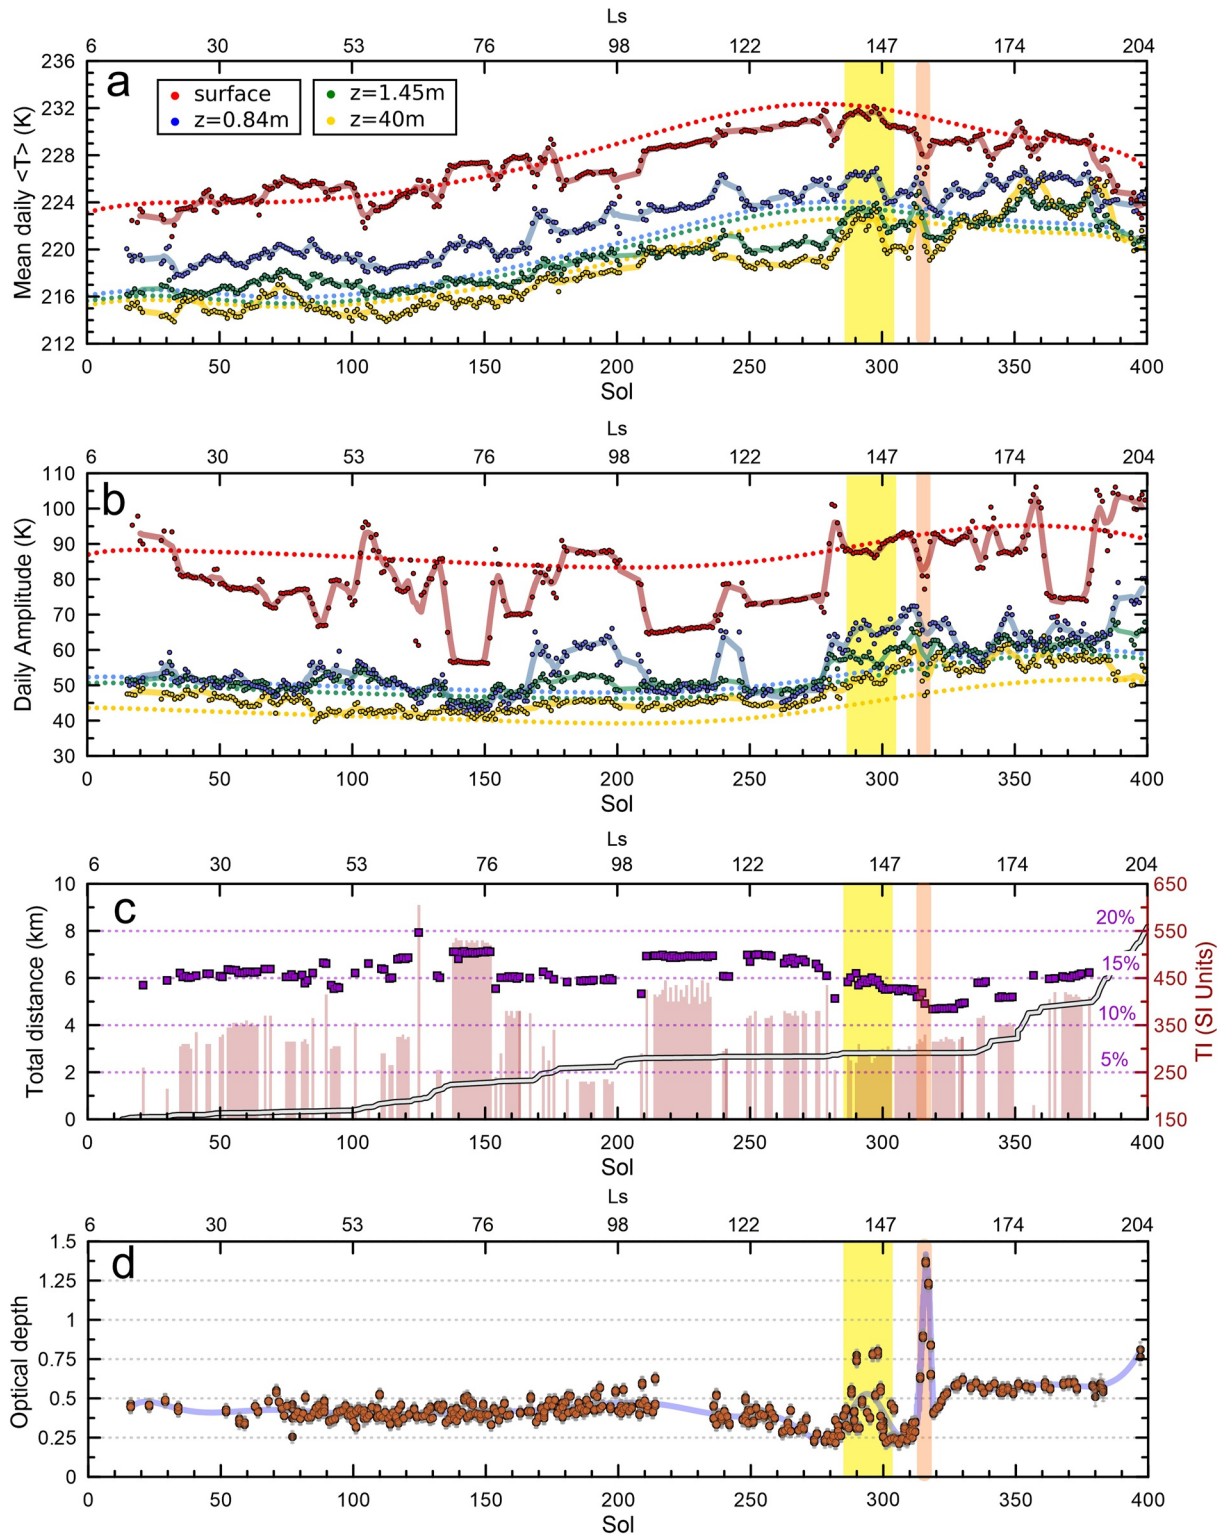 Ls
6 30 53 76 98 122 147 174 204
a
surface
z=0.84m
z=1.45m
z=40m
Mean daily <T> (K)
236
232
228
224
220
216
212
0 50 100 150 200 250 300 350 400
Sol
Ls
6 30 53 76 98 122 147 174 204
b
Daily Amplitude (K)
110
100
90
80
70
60
50
40
30
0 50 100 150 200 250 300 350 400
Sol
Ls
6 30 53 76 98 122 147 174 204
c
Total distance (km)
10
8
6
4
2
0
20%
15%
10%
5%
650
550
450
350
250
150
TI (SI Units)
0 50 100 150 200 250 300 350 400
Sol
Ls
6 30 53 76 98 122 147 174 204
d
Optical depth
1.5
1.25
1
0.75
0.5
0.25
0
0 50 100 150 200 250 300 350 400
Sol